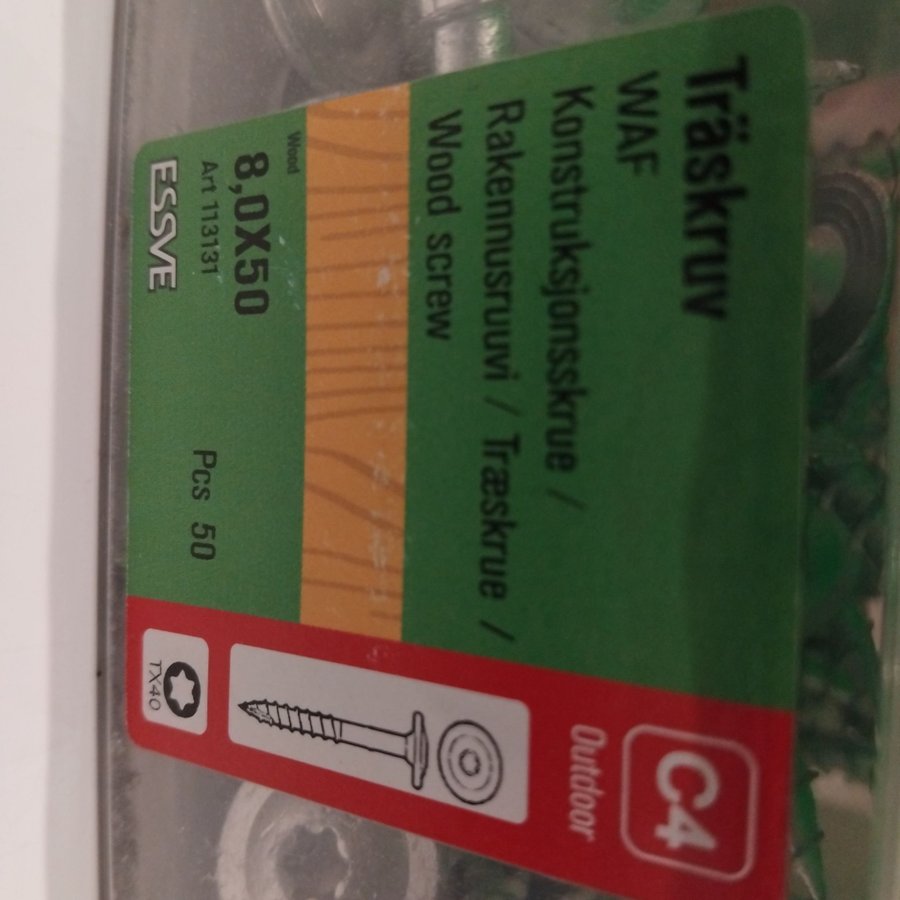 Träskruv
WAF
Konstruksjonsskrue /
Rakennusruuvi / Træskrue /
Wood screw
C4
Outdoor
Wood
8,0X50
Art 113131
Pcs 50
ESSVE
TX40